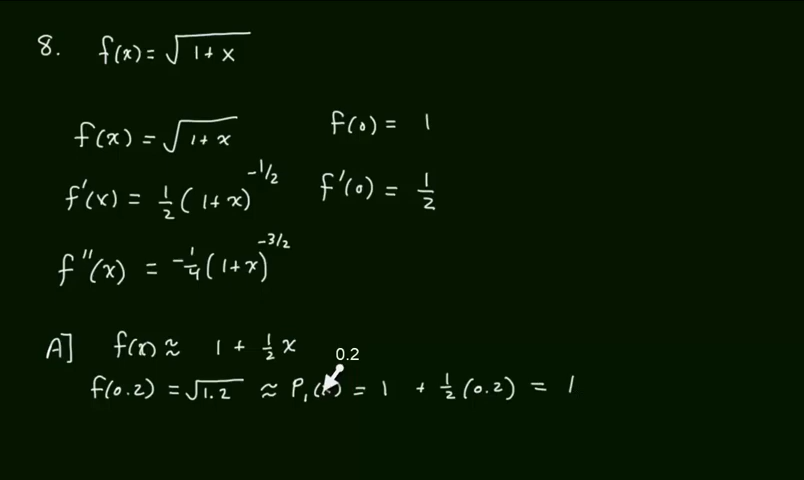 8. f(x) = √1+x
f(x) = √1+x f(0) = 1
f'(x) = 1/2 (1+x)^-1/2 f'(0) = 1/2
f''(x) = -1/4 (1+x)^-3/2
A] f(x) ≈ 1 + 1/2 x
0.2
f(0.2) = √1.2 ≈ P₁( ) = 1 + 1/2 (0.2) = 1